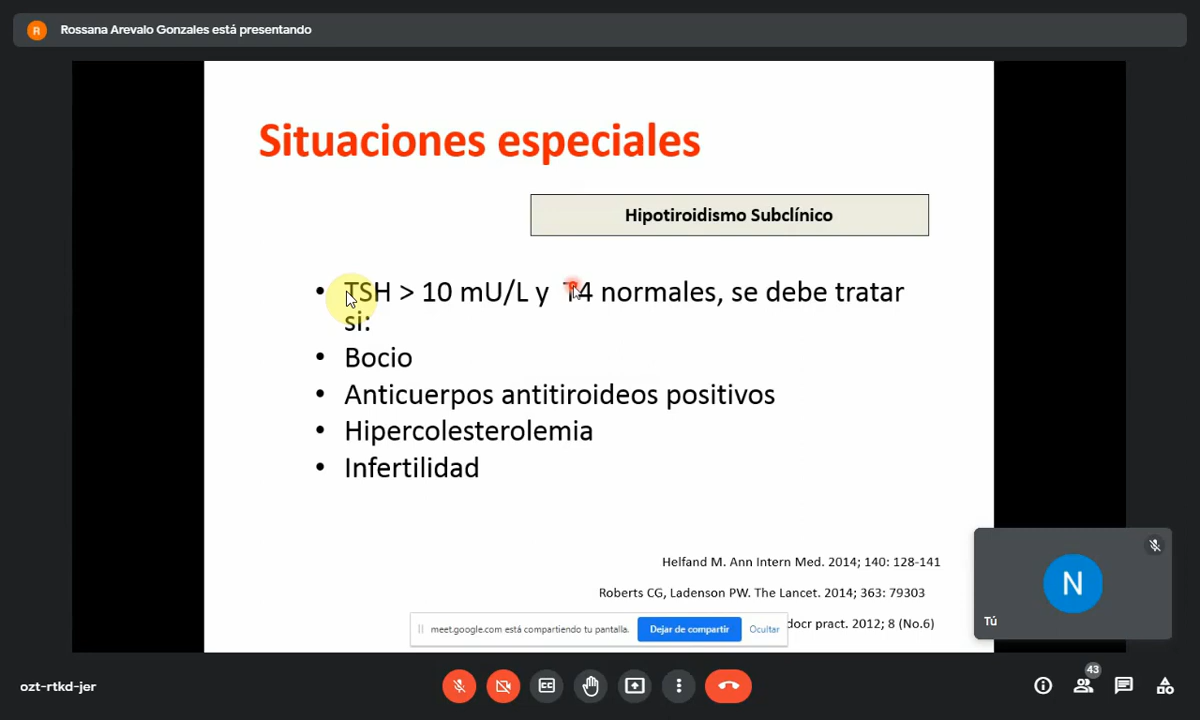 R
Rossana Arevalo Gonzales está presentando
Situaciones especiales
Hipotiroidismo Subclínico
• TSH > 10 mU/L y T4 normales, se debe tratar
si:
• Bocio
• Anticuerpos antitiroideos positivos
• Hipercolesterolemia
• Infertilidad
Helfand M. Ann Intern Med. 2014; 140: 128-141
Roberts CG, Ladenson PW. The Lancet. 2014; 363: 79303
docr pract. 2012; 8 (No.6)
meet.google.com está compartiendo tu pantalla.
Dejar de compartir
Ocultar
N
Tú
ozt-rtkd-jer
CC
43